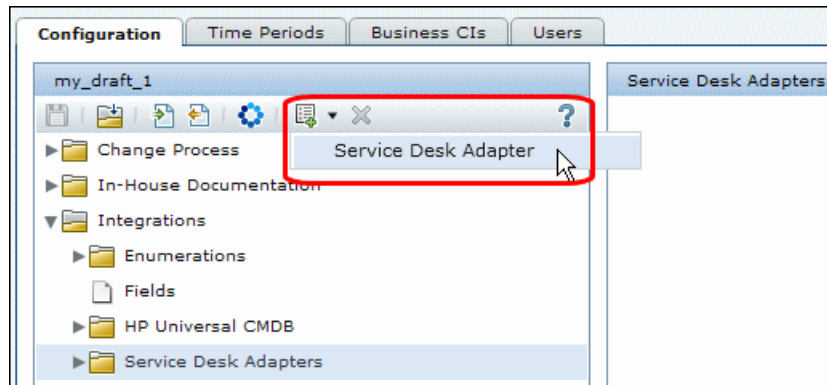 Configuration Time Periods Business CIs Users
my_draft_1 Service Desk Adapters
?
Change Process Service Desk Adapter
In-House Documentation
Integrations
Enumerations
Fields
HP Universal CMDB
Service Desk Adapters